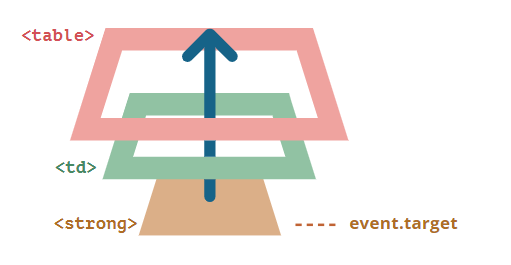 <table>
<td>
<strong> ---- event.target